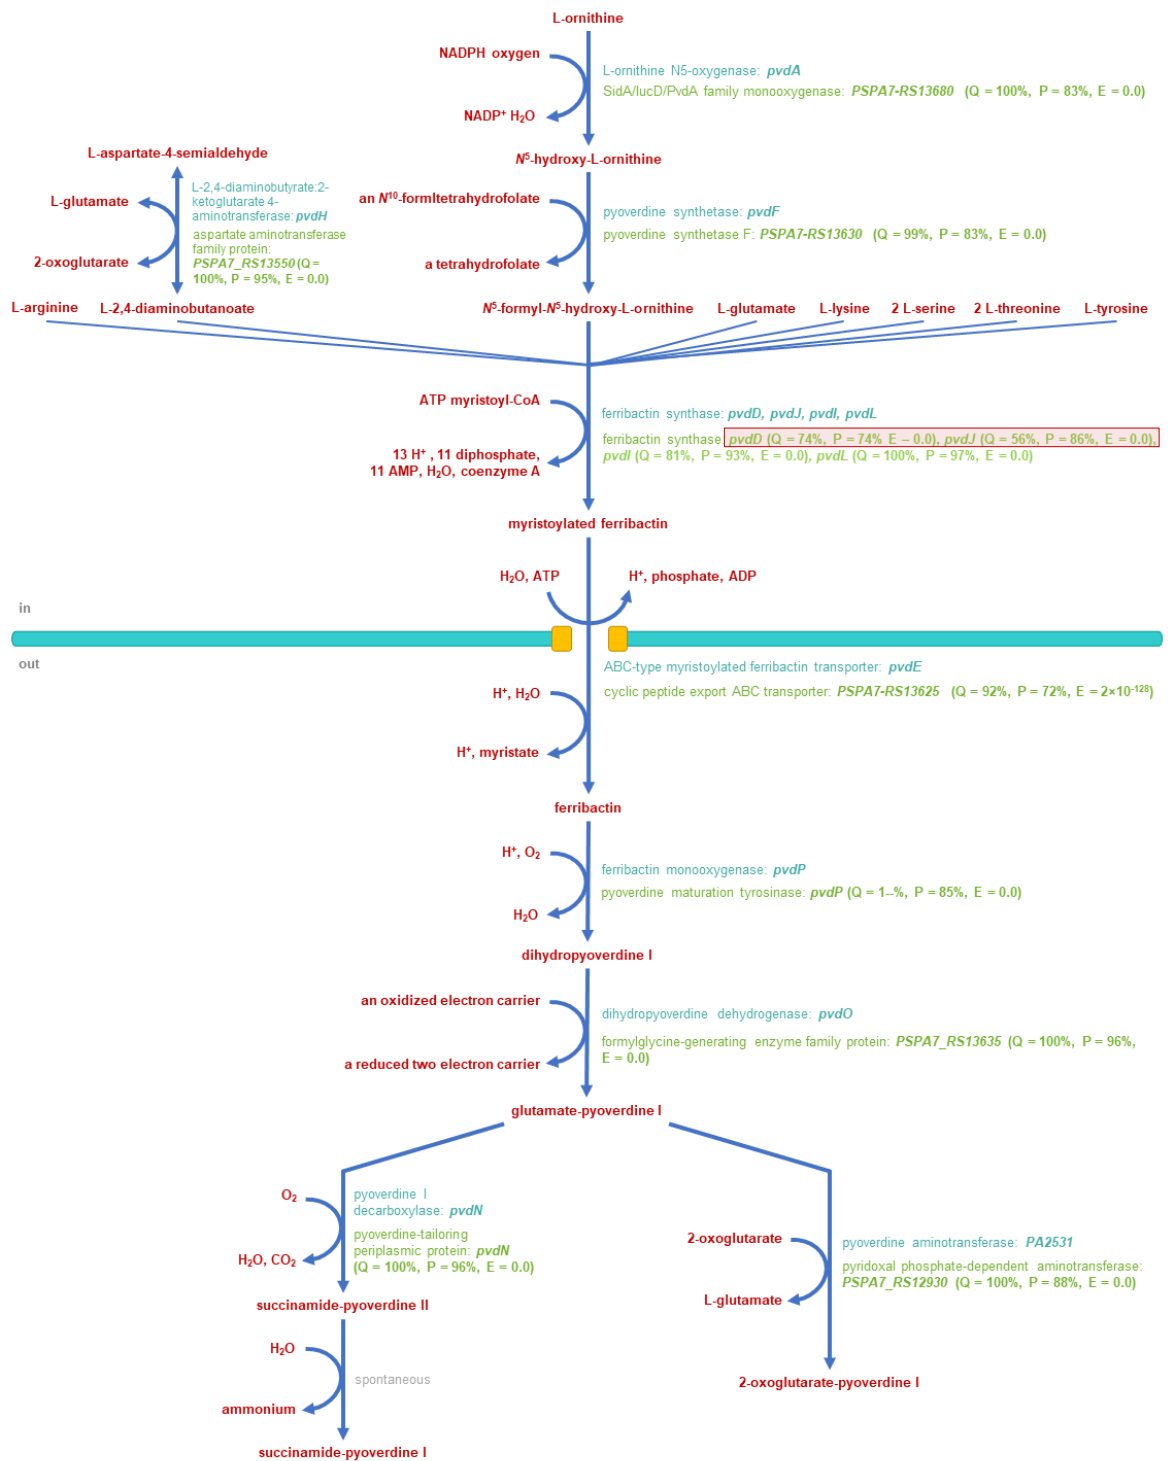 L-ornithine
NADPH oxygen
L-ornithine N5-oxygenase: pvdA
SidA/IucD/PvdA family monooxygenase: PSPA7-RS13680 (Q = 100%, P = 83%, E = 0.0)
NADP⁺ H₂O
L-aspartate-4-semialdehyde
N⁵-hydroxy-L-ornithine
L-2,4-diaminobutyrate:2-
ketoglutarate 4-
aminotransferase: pvdH
L-glutamate
aspartate aminotransferase
family protein:
PSPA7_RS13550 (Q =
100%, P = 95%, E = 0.0)
2-oxoglutarate
an N¹⁰-formltetrahydrofolate
pyoverdine synthetase: pvdF
pyoverdine synthetase F: PSPA7-RS13630 (Q = 99%, P = 83%, E = 0.0)
a tetrahydrofolate
L-arginine
L-2,4-diaminobutanoate
N⁵-formyl-N⁵-hydroxy-L-ornithine
L-glutamate
L-lysine
2 L-serine
2 L-threonine
L-tyrosine
ATP myristoyl-CoA
ferribactin synthase: pvdD, pvdJ, pvdI, pvdL
ferribactin synthase: pvdD (Q = 74%, P = 74% E – 0.0), pvdJ (Q = 56%, P = 86%, E = 0.0),
pvdI (Q = 81%, P = 93%, E = 0.0), pvdL (Q = 100%, P = 97%, E = 0.0)
13 H⁺ , 11 diphosphate,
11 AMP, H₂O, coenzyme A
myristoylated ferribactin
H₂O, ATP
H⁺, phosphate, ADP
in
out
ABC-type myristoylated ferribactin transporter: pvdE
cyclic peptide export ABC transporter: PSPA7-RS13625 (Q = 92%, P = 72%, E = 2×10⁻¹²⁸)
H⁺, H₂O
H⁺, myristate
ferribactin
H⁺, O₂
ferribactin monooxygenase: pvdP
pyoverdine maturation tyrosinase: pvdP (Q = 1--%, P = 85%, E = 0.0)
H₂O
dihydropyoverdine I
an oxidized electron carrier
dihydropyoverdine dehydrogenase: pvdO
formylglycine-generating enzyme family protein: PSPA7_RS13635 (Q = 100%, P = 96%,
E = 0.0)
a reduced two electron carrier
glutamate-pyoverdine I
O₂
pyoverdine I
decarboxylase: pvdN
pyoverdine-tailoring
periplasmic protein: pvdN
(Q = 100%, P = 96%, E = 0.0)
H₂O, CO₂
2-oxoglutarate
pyoverdine aminotransferase: PA2531
pyridoxal phosphate-dependent aminotransferase:
PSPA7_RS12930 (Q = 100%, P = 88%, E = 0.0)
L-glutamate
succinamide-pyoverdine II
H₂O
spontaneous
ammonium
2-oxoglutarate-pyoverdine I
succinamide-pyoverdine I